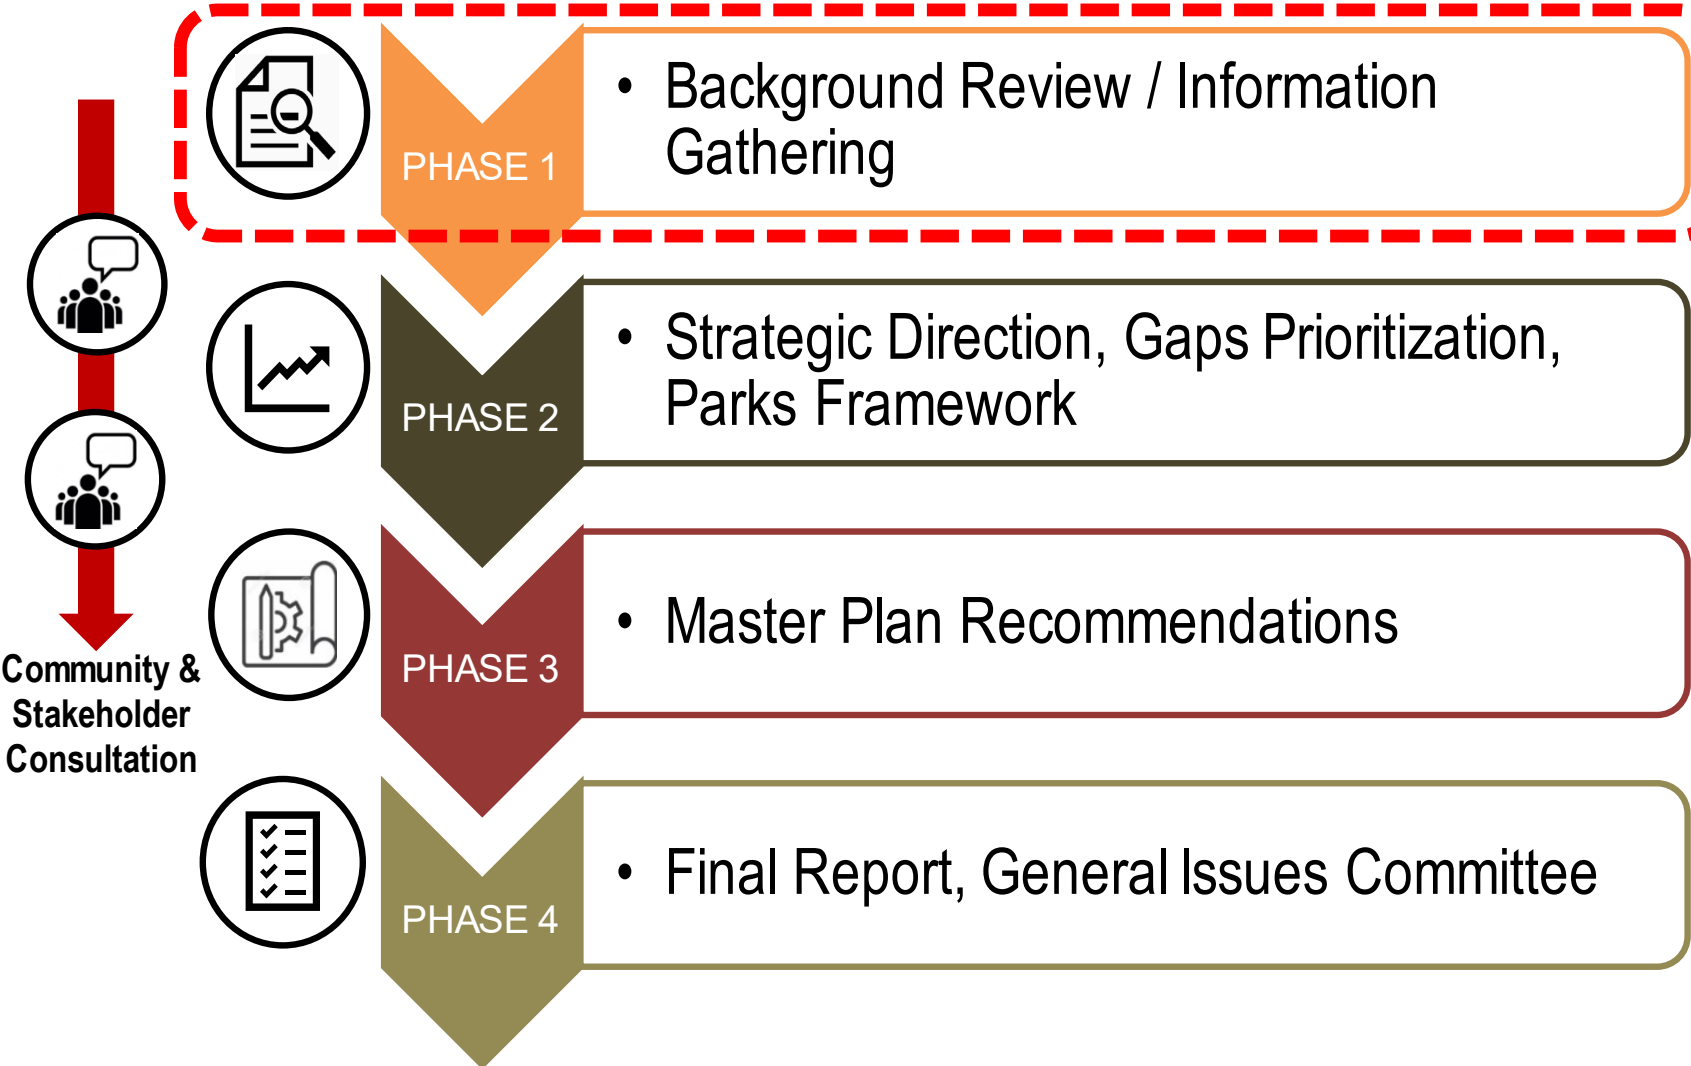 PHASE 1
• Background Review / Information
Gathering
PHASE 2
• Strategic Direction, Gaps Prioritization,
Parks Framework
PHASE 3
• Master Plan Recommendations
Community &
Stakeholder
Consultation
PHASE 4
• Final Report, General Issues Committee